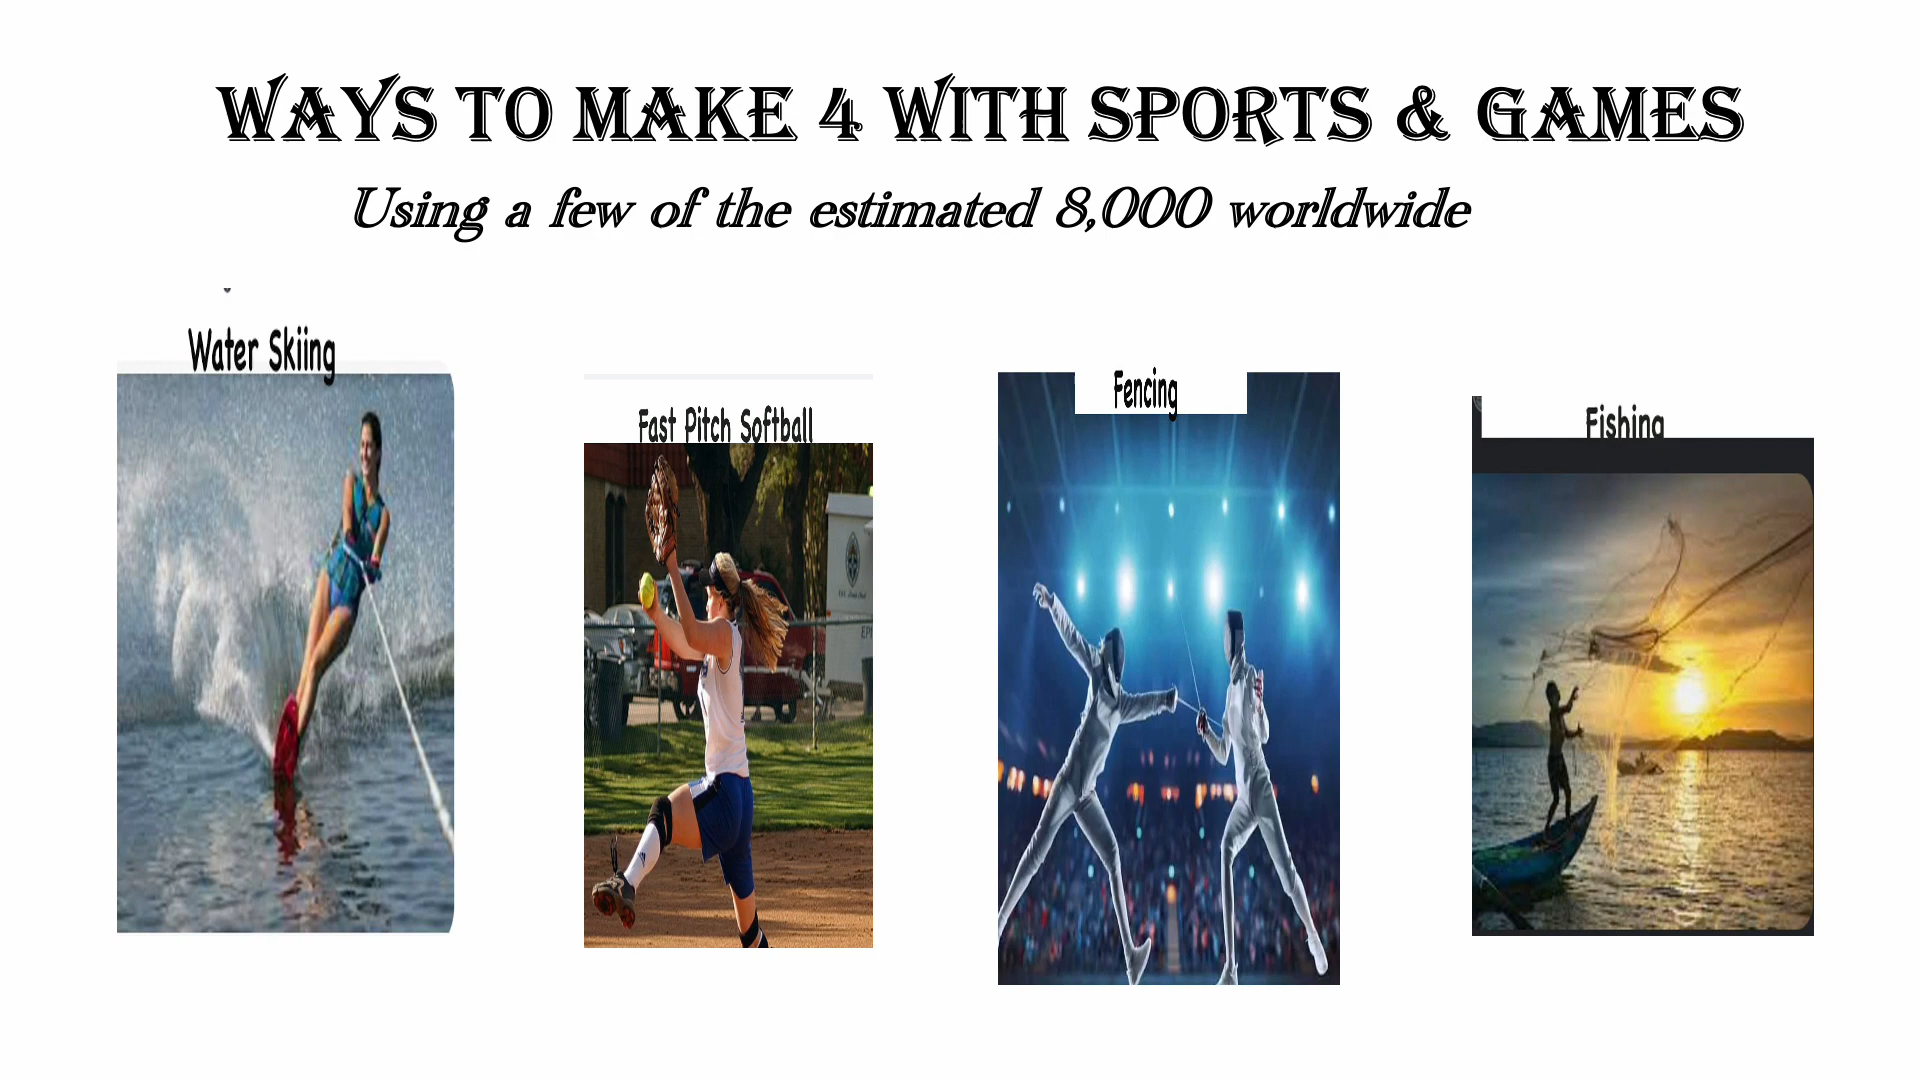 WAYS TO MAKE 4 WITH SPORTS & GAMES
Using a few of the estimated 8,000 worldwide
Water Skiing
Fast Pitch Softball
Fencing
Fishing